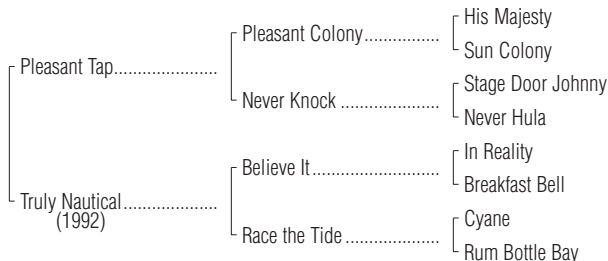 His Majesty
Pleasant Colony.................
Sun Colony
Pleasant Tap......................
Stage Door Johnny
Never Knock ......................
Never Hula
In Reality
Believe It............................
Breakfast Bell
Truly Nautical....................
(1992)
Cyane
Race the Tide .....................
Rum Bottle Bay